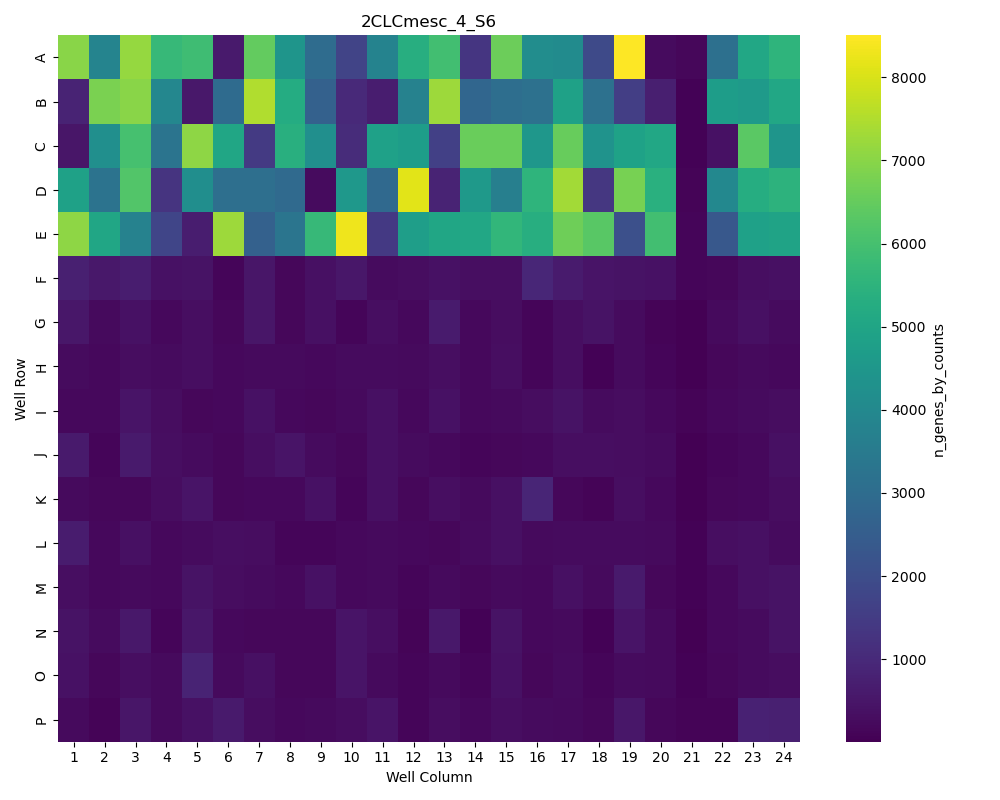 2CLCmesc_4_S6
A
B
C
D
E
F
G
H
I
J
K
L
M
N
O
P
Well Row
1 2 3 4 5 6 7 8 9 10 11 12 13 14 15 16 17 18 19 20 21 22 23 24
Well Column
8000
7000
6000
5000
4000
3000
2000
1000
n_genes_by_counts